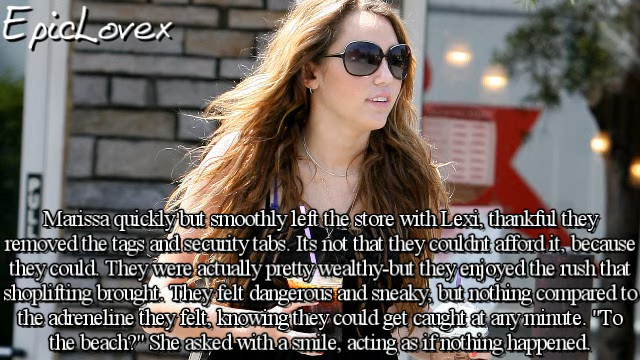 EpicLovex
Marissa quickly but smoothly left the store with Lexi, thankful they
removed the tags and security tabs. Its not that they couldnt afford it, because
they could. They were actually pretty wealthy-but they enjoyed the rush that
shoplifting brought. They felt dangerous and sneaky, but nothing compared to
the adreneline they felt, knowing they could get caught at any minute. "To
the beach?" She asked with a smile, acting as if nothing happened.